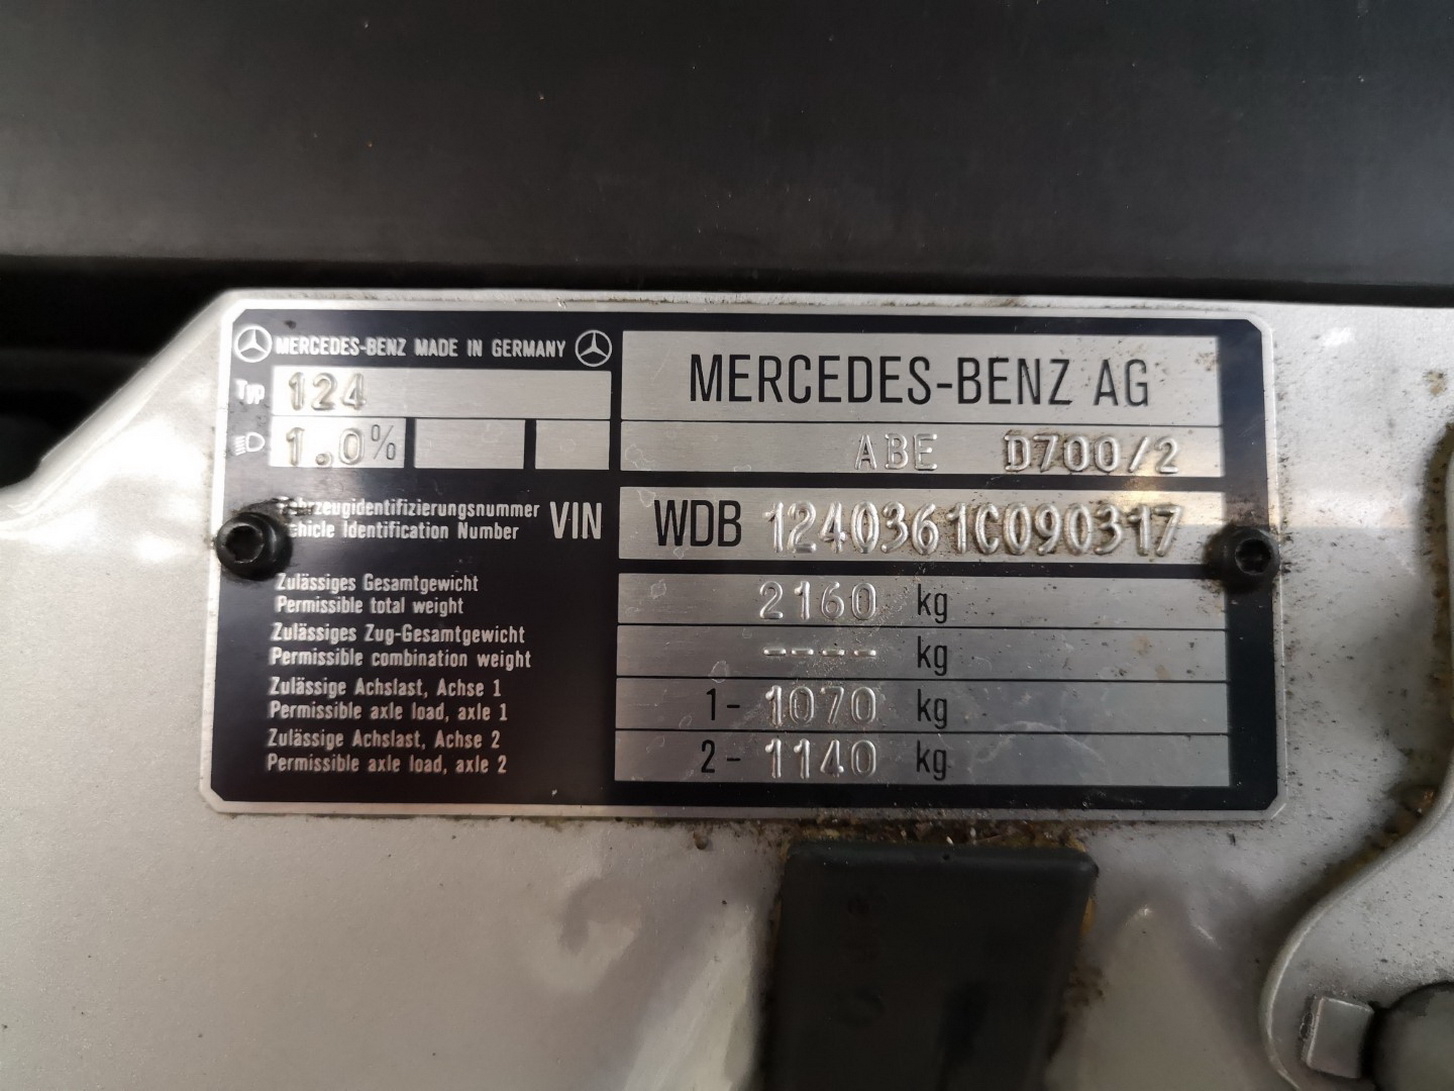 MERCEDES-BENZ MADE IN GERMANY
MERCEDES-BENZ AG
Typ 124
1.0%
ABE D700/2
Fahrzeugidentifizierungsnummer
Vehicle Identification Number
VIN
WDB 1240361C090317
Zulässiges Gesamtgewicht
Permissible total weight
2160 kg
Zulässiges Zug-Gesamtgewicht
Permissible combination weight
---- kg
Zulässige Achslast, Achse 1
Permissible axle load, axle 1
1- 1070 kg
Zulässige Achslast, Achse 2
Permissible axle load, axle 2
2- 1140 kg